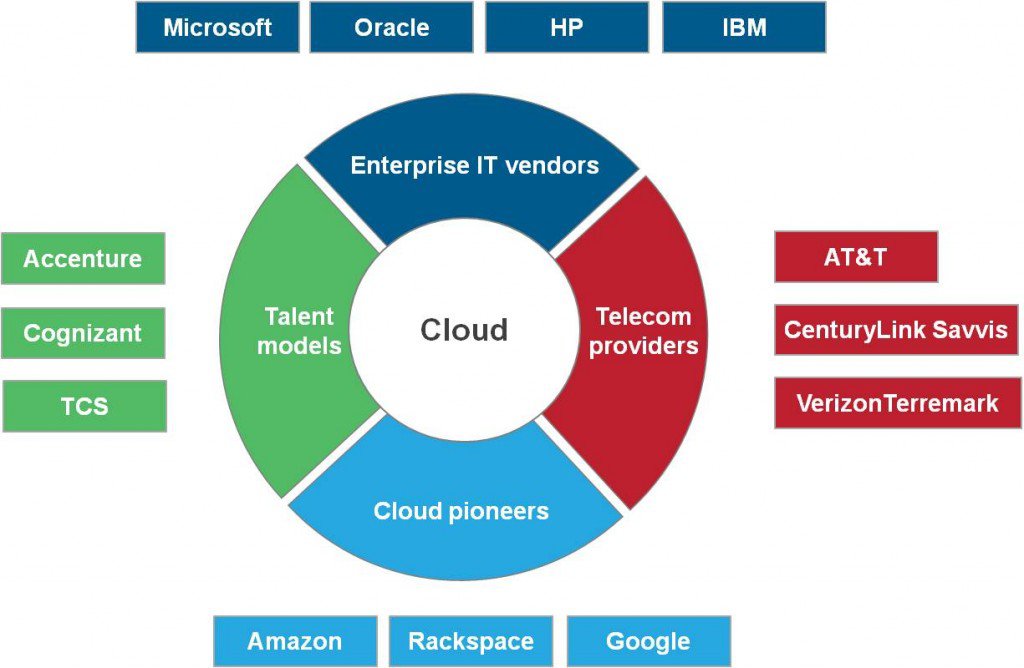 Microsoft
Oracle
HP
IBM
Enterprise IT vendors
Accenture
Cognizant
TCS
Talent
models
Cloud
Telecom
providers
AT&T
CenturyLink Savvis
VerizonTerremark
Cloud pioneers
Amazon
Rackspace
Google